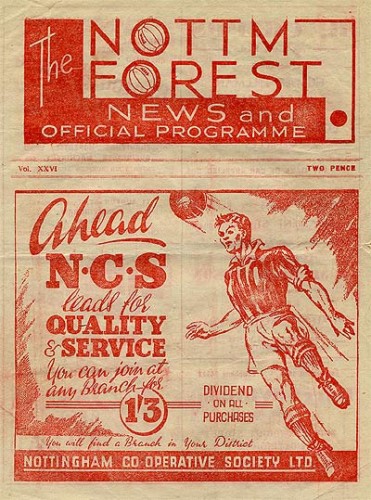 The
NOTTM
FOREST
NEWS and
OFFICIAL PROGRAMME
Vol. XXVI
TWO PENCE
Ahead
N·C·S
leads for
QUALITY
& SERVICE
You can join at
any Branch for
1/3
DIVIDEND
· ON ALL ·
PURCHASES
You will find a Branch in Your District
NOTTINGHAM CO-OPERATIVE SOCIETY LTD.